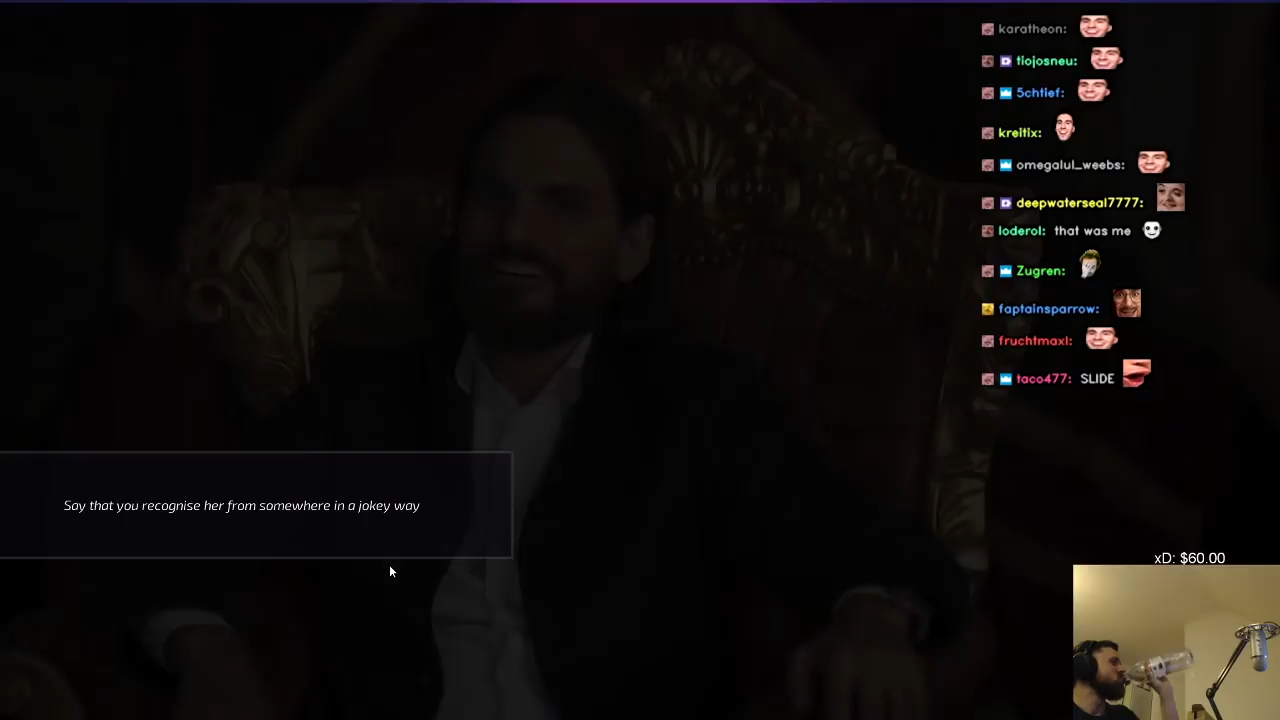 karatheon:
tiojosneu:
5chtief:
kreitix:
omegalul_weebs:
deepwaterseal7777:
loderol: that was me
Zugren:
faptainsparrow:
fruchtmaxl:
taco477: SLIDE
Say that you recognise her from somewhere in a jokey way
xD: $60.00